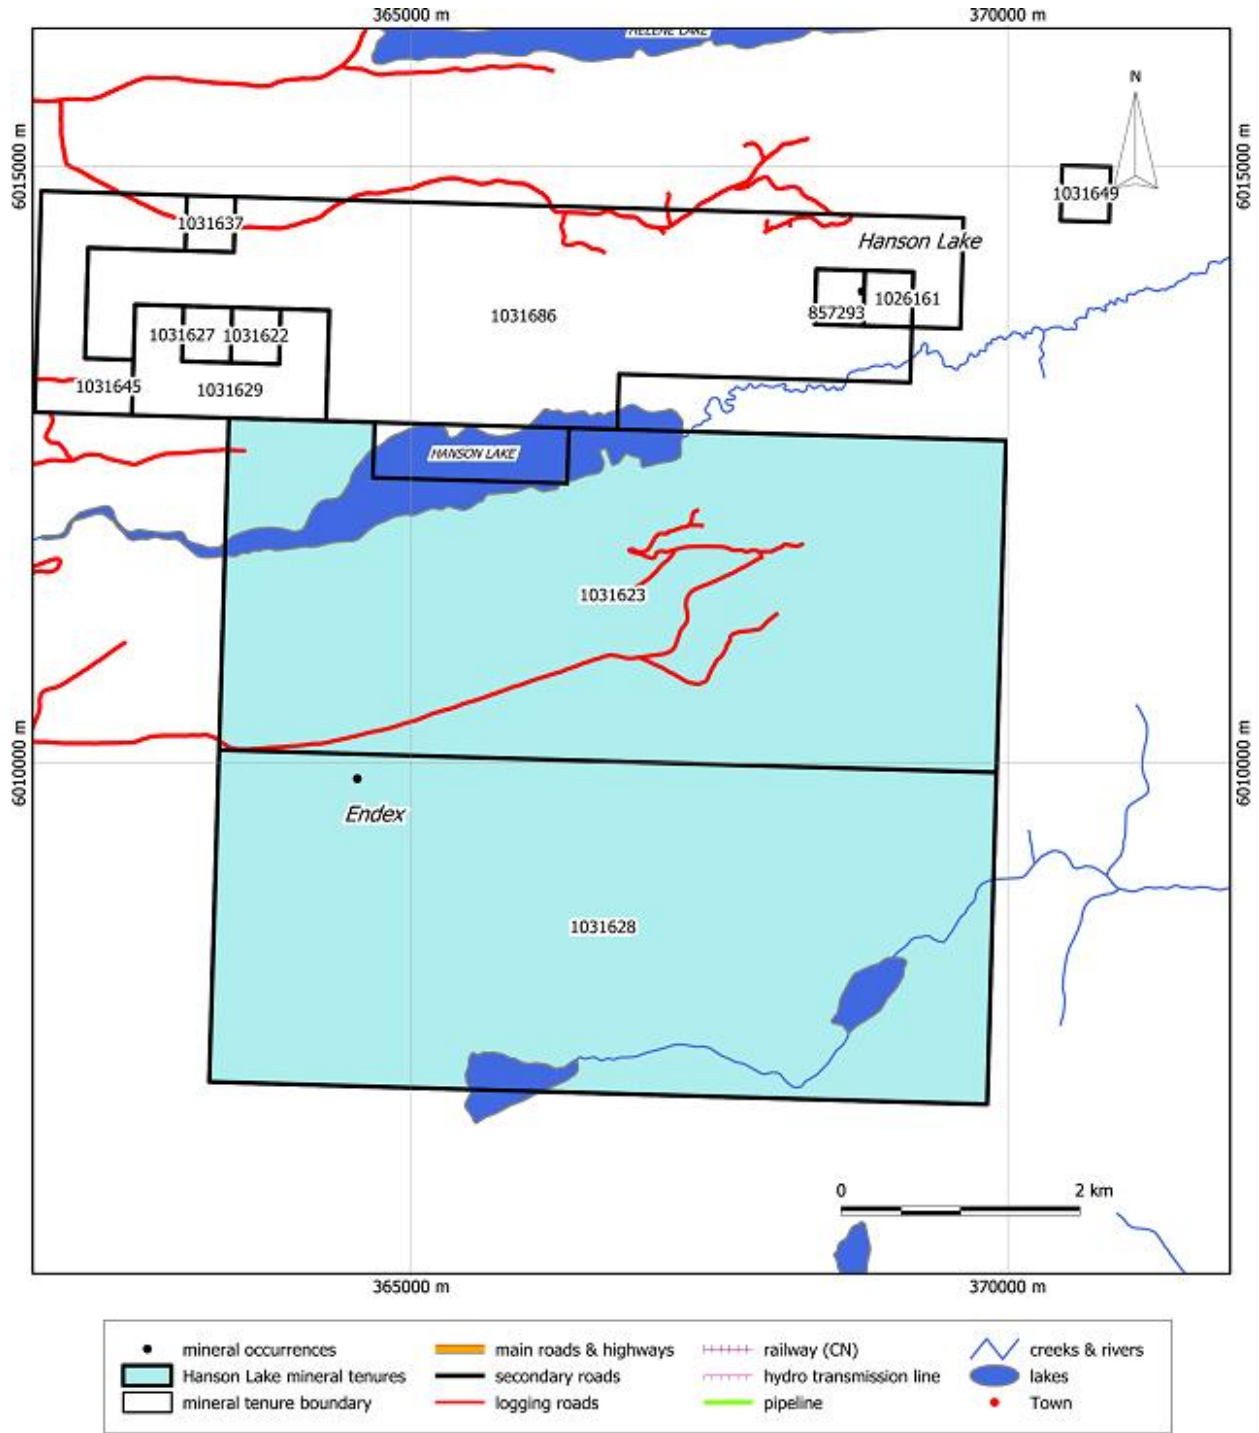 365000 m
370000 m
HELENE LAKE
N
6015000 m
6015000 m
1031649
1031637
Hanson Lake
1026161
857293
1031686
1031627
1031622
1031645
1031629
HANSON LAKE
1031623
6010000 m
6010000 m
Endex
1031628
0
2 km
365000 m
370000 m
mineral occurrences
main roads & highways
railway (CN)
creeks & rivers
Hanson Lake mineral tenures
secondary roads
hydro transmission line
lakes
mineral tenure boundary
logging roads
pipeline
Town